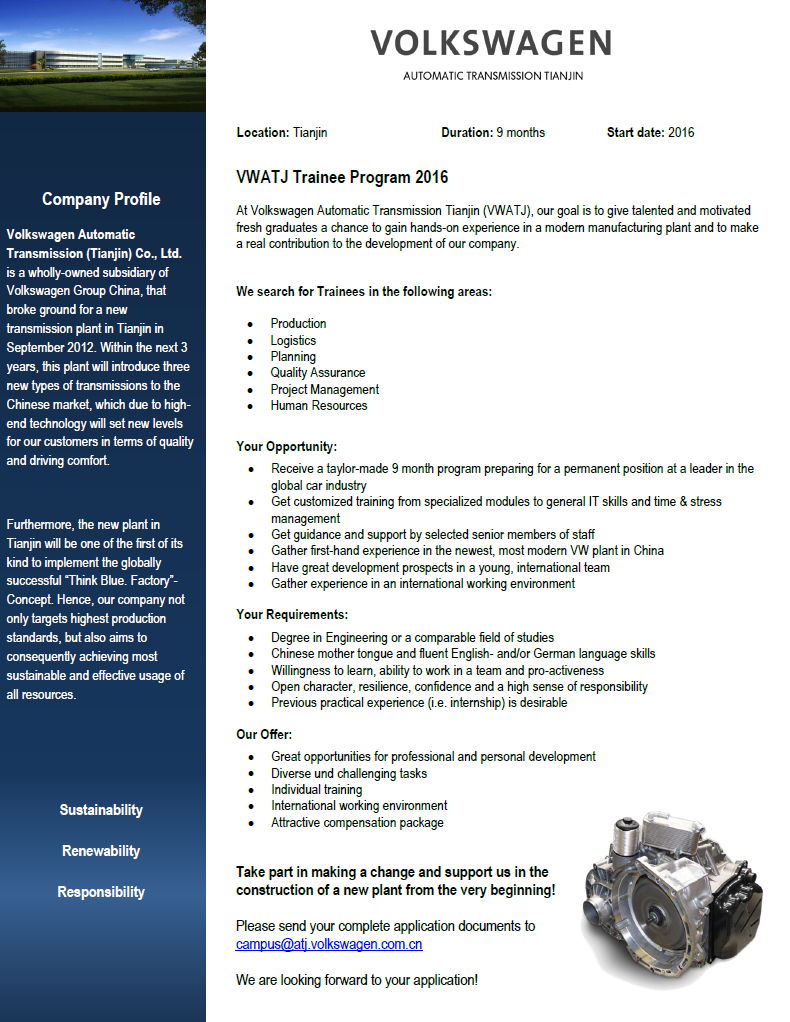 VOLKSWAGEN
AUTOMATIC TRANSMISSION TIANJIN
Location: Tianjin Duration: 9 months Start date: 2016
Company Profile
Volkswagen Automatic
Transmission (Tianjin) Co., Ltd.
is a wholly-owned subsidiary of
Volkswagen Group China, that
broke ground for a new
transmission plant in Tianjin in
September 2012. Within the next 3
years, this plant will introduce three
new types of transmissions to the
Chinese market, which due to high-
end technology will set new levels
for our customers in terms of quality
and driving comfort.
Furthermore, the new plant in
Tianjin will be one of the first of its
kind to implement the globally
successful “Think Blue. Factory”-
Concept. Hence, our company not
only targets highest production
standards, but also aims to
consequently achieving most
sustainable and effective usage of
all resources.
Sustainability
Renewability
Responsibility
VWATJ Trainee Program 2016
At Volkswagen Automatic Transmission Tianjin (VWATJ), our goal is to give talented and motivated
fresh graduates a chance to gain hands-on experience in a modern manufacturing plant and to make
a real contribution to the development of our company.
We search for Trainees in the following areas:
• Production
• Logistics
• Planning
• Quality Assurance
• Project Management
• Human Resources
Your Opportunity:
• Receive a taylor-made 9 month program preparing for a permanent position at a leader in the
global car industry
• Get customized training from specialized modules to general IT skills and time & stress
management
• Get guidance and support by selected senior members of staff
• Gather first-hand experience in the newest, most modern VW plant in China
• Have great development prospects in a young, international team
• Gather experience in an international working environment
Your Requirements:
• Degree in Engineering or a comparable field of studies
• Chinese mother tongue and fluent English- and/or German language skills
• Willingness to learn, ability to work in a team and pro-activeness
• Open character, resilience, confidence and a high sense of responsibility
• Previous practical experience (i.e. internship) is desirable
Our Offer:
• Great opportunities for professional and personal development
• Diverse und challenging tasks
• Individual training
• International working environment
• Attractive compensation package
Take part in making a change and support us in the
construction of a new plant from the very beginning!
Please send your complete application documents to
campus@atj.volkswagen.com.cn
We are looking forward to your application!